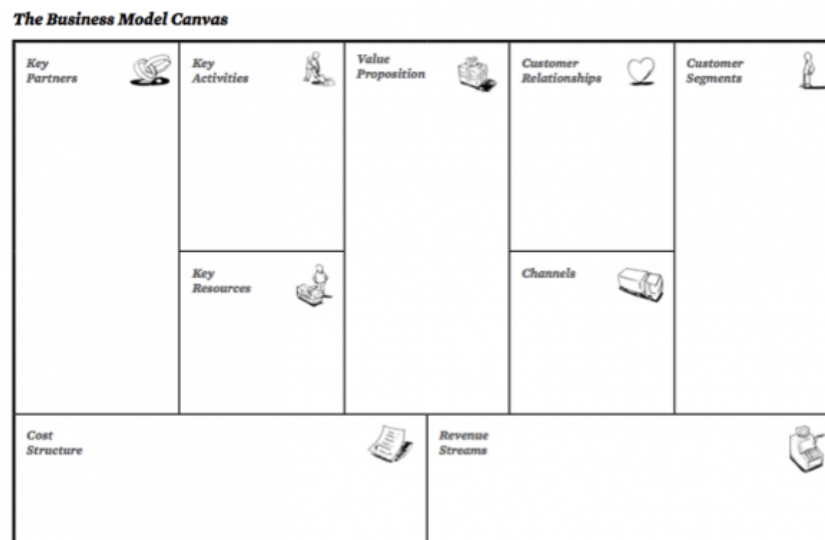 The Business Model Canvas
Key
Partners
Key
Activities
Value
Proposition
Customer
Relationships
Customer
Segments
Key
Resources
Channels
Cost
Structure
Revenue
Streams